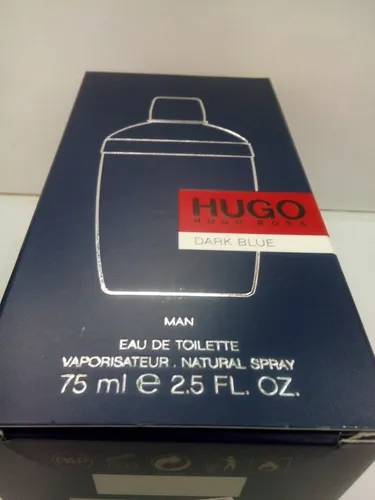 HUGO
HUGO BOSS
DARK BLUE
MAN
EAU DE TOILETTE
VAPORISATEUR . NATURAL SPRAY
75 ml e 2.5 FL. OZ.